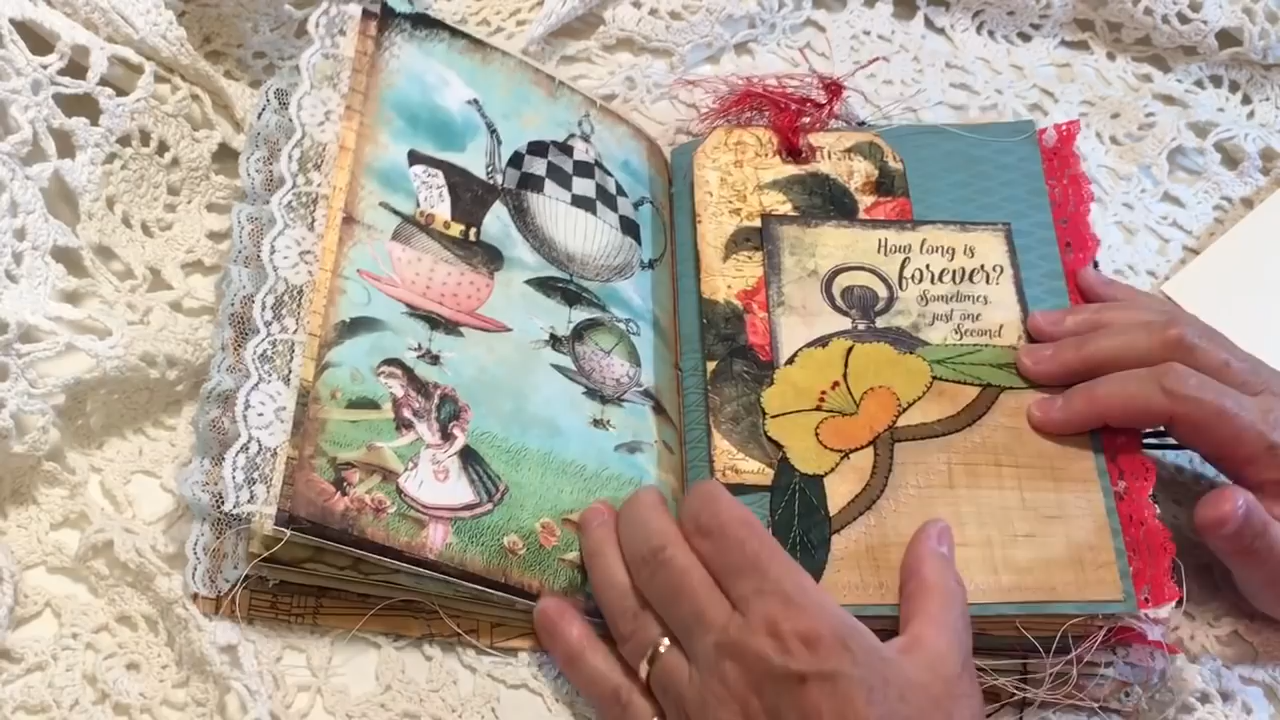 How long is
forever?
Sometimes,
just one
Second